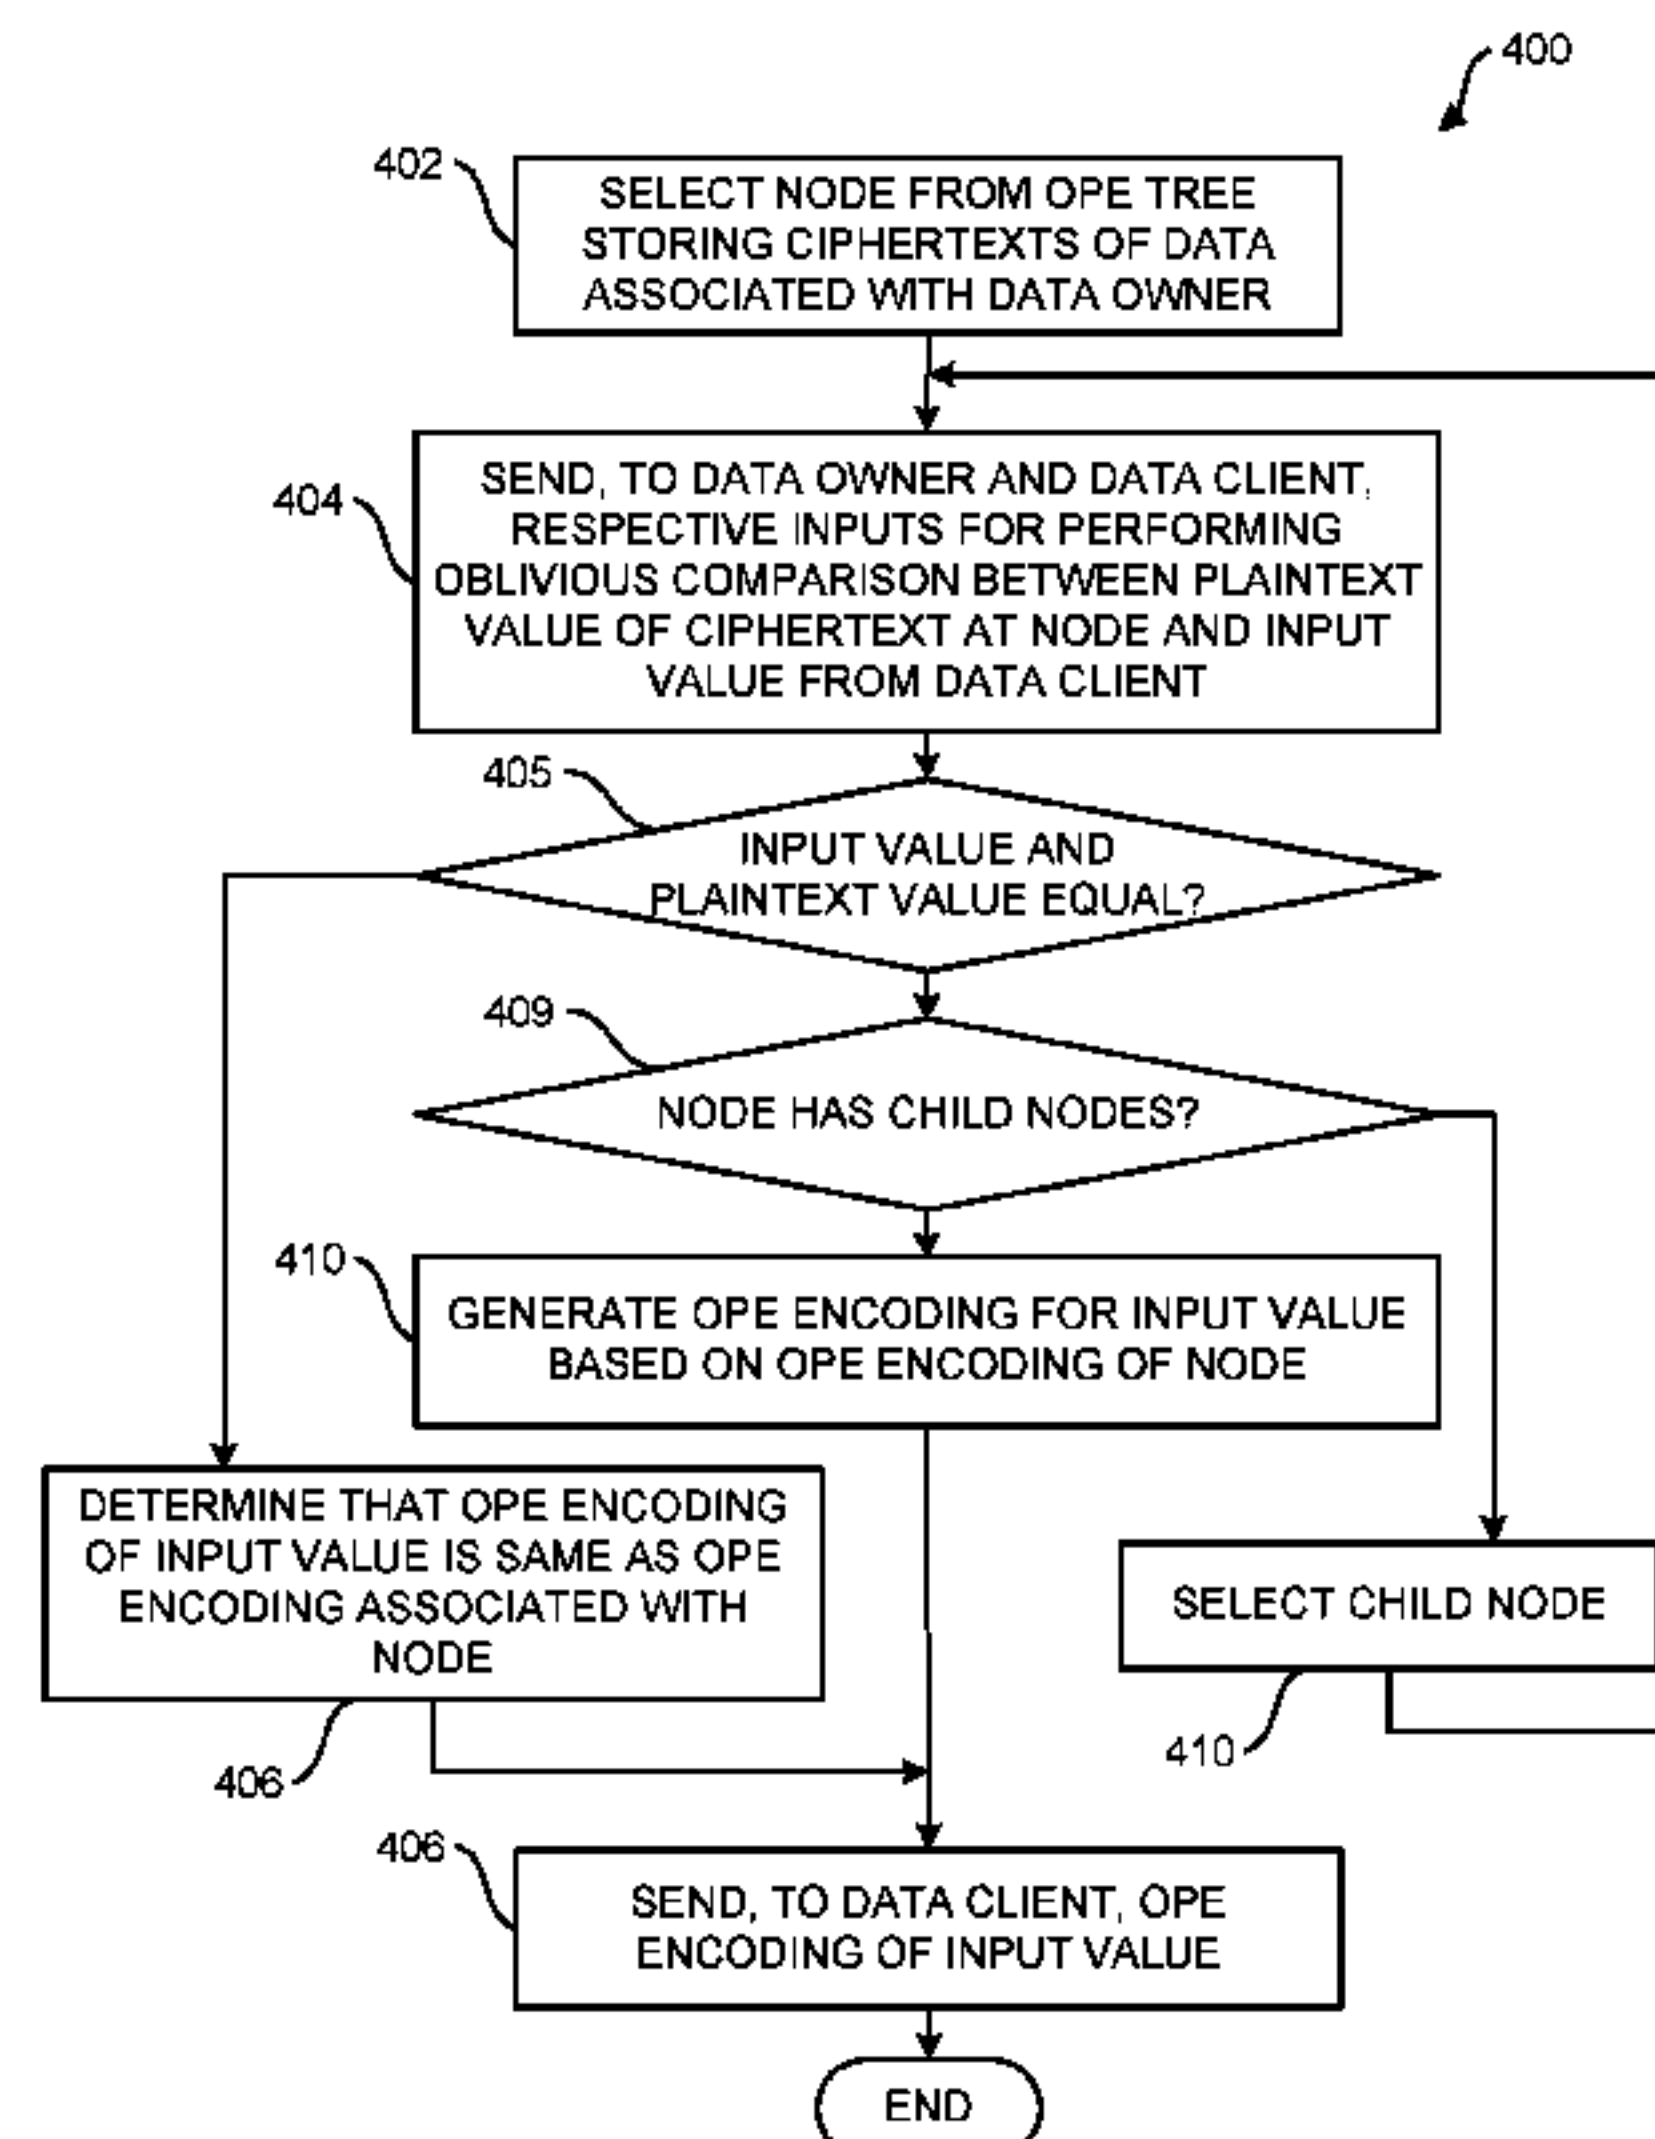 400
402
SELECT NODE FROM OPE TREE
STORING CIPHERTEXTS OF DATA
ASSOCIATED WITH DATA OWNER
404
SEND, TO DATA OWNER AND DATA CLIENT,
RESPECTIVE INPUTS FOR PERFORMING
OBLIVIOUS COMPARISON BETWEEN PLAINTEXT
VALUE OF CIPHERTEXT AT NODE AND INPUT
VALUE FROM DATA CLIENT
405
INPUT VALUE AND
PLAINTEXT VALUE EQUAL?
409
NODE HAS CHILD NODES?
410
GENERATE OPE ENCODING FOR INPUT VALUE
BASED ON OPE ENCODING OF NODE
DETERMINE THAT OPE ENCODING
OF INPUT VALUE IS SAME AS OPE
ENCODING ASSOCIATED WITH
NODE
406
SELECT CHILD NODE
410
406
SEND, TO DATA CLIENT, OPE
ENCODING OF INPUT VALUE
END